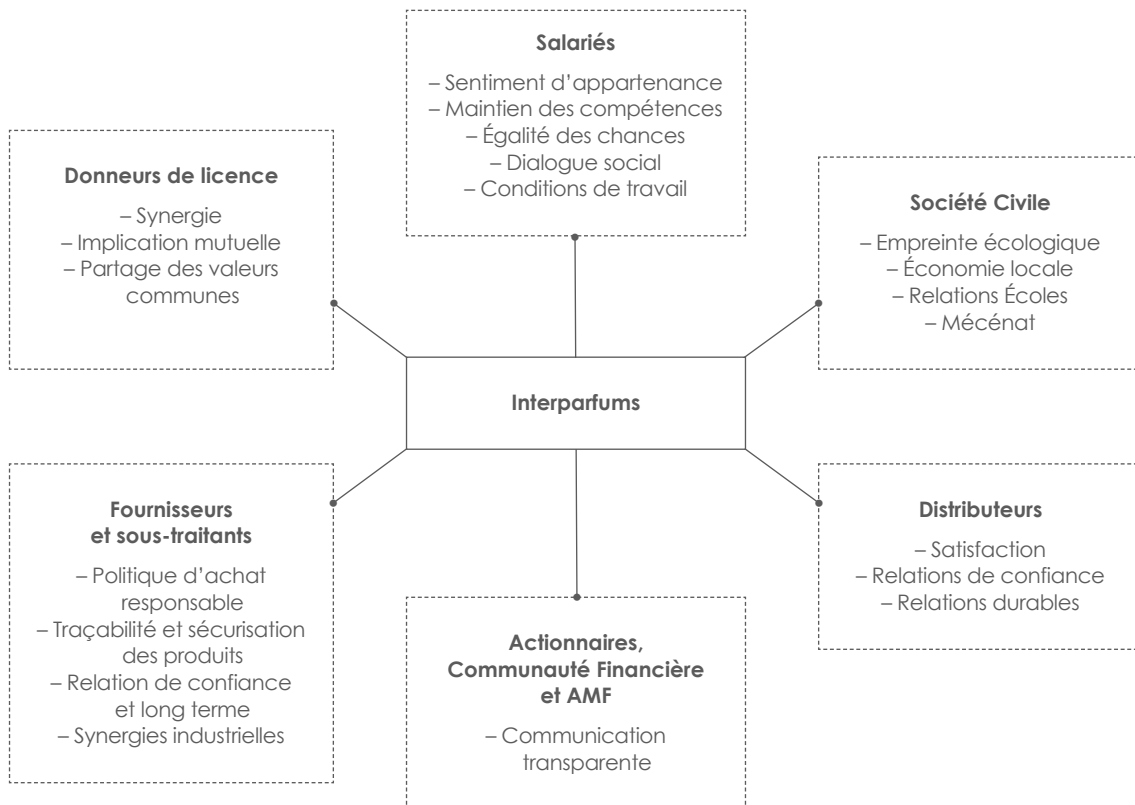 Salariés
– Sentiment d’appartenance
– Maintien des compétences
– Égalité des chances
– Dialogue social
– Conditions de travail
Donneurs de licence
– Synergie
– Implication mutuelle
– Partage des valeurs
communes
Société Civile
– Empreinte écologique
– Économie locale
– Relations Écoles
– Mécénat
Interparfums
Fournisseurs
et sous-traitants
– Politique d’achat
responsable
– Traçabilité et sécurisation
des produits
– Relation de confiance
et long terme
– Synergies industrielles
Actionnaires,
Communauté Financière
et AMF
– Communication
transparente
Distributeurs
– Satisfaction
– Relations de confiance
– Relations durables